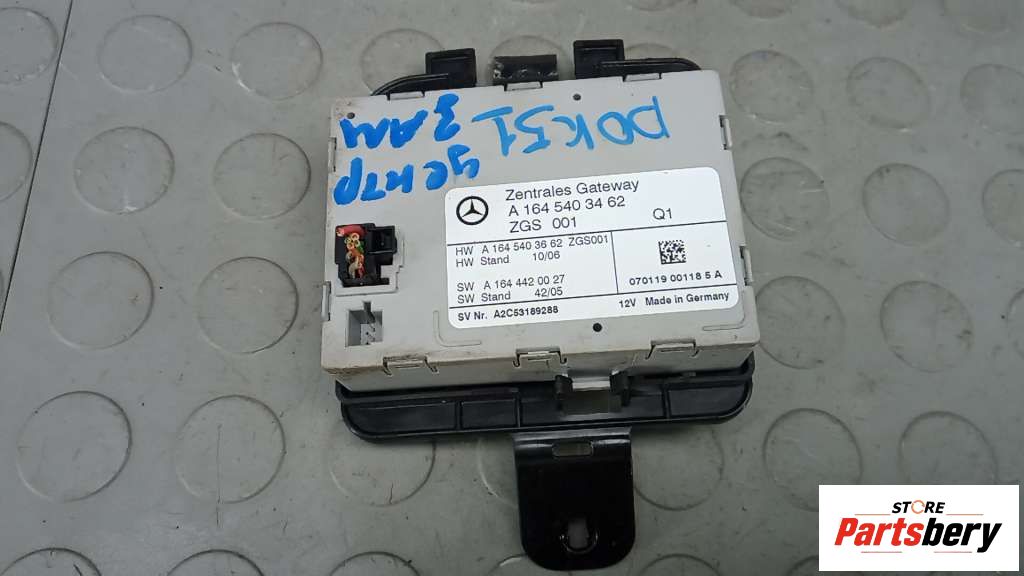 Zentrales Gateway
A 164 540 34 62
ZGS 001 Q1
HW A 164 540 36 62 ZGS001
HW Stand 10/06
SW A 164 442 00 27
SW Stand 42/05
070119 00118 5 A
SV Nr. A2C53189288
12V Made in Germany
STORE
Partsbery